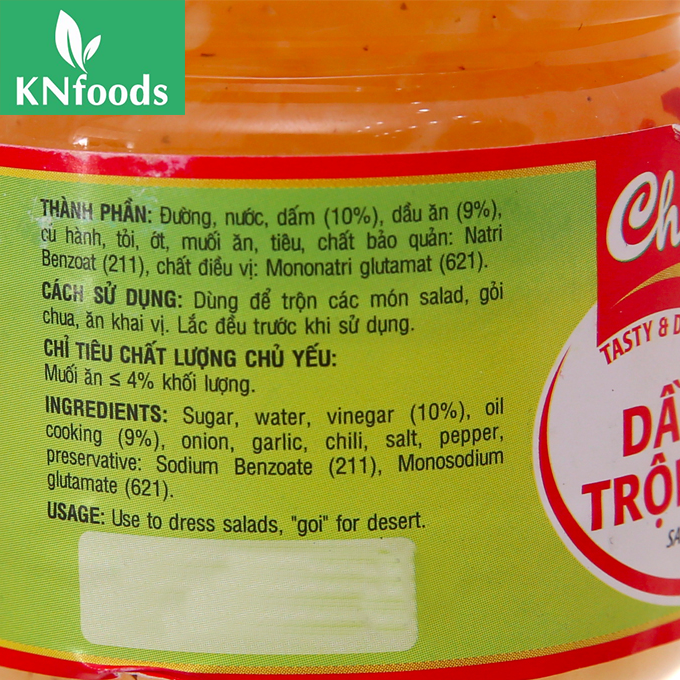 KNfoods
THÀNH PHẦN: Đường, nước, dấm (10%), dầu ăn (9%),
củ hành, tỏi, ớt, muối ăn, tiêu, chất bảo quản: Natri
Benzoat (211), chất điều vị: Mononatri glutamat (621).
CÁCH SỬ DỤNG: Dùng để trộn các món salad, gỏi
chua, ăn khai vị. Lắc đều trước khi sử dụng.
CHỈ TIÊU CHẤT LƯỢNG CHỦ YẾU:
Muối ăn ≤ 4% khối lượng.
INGREDIENTS: Sugar, water, vinegar (10%), oil
cooking (9%), onion, garlic, chili, salt, pepper,
preservative: Sodium Benzoate (211), Monosodium
glutamate (621).
USAGE: Use to dress salads, "goi" for desert.
Ch
TASTY & D
DẦ
TRỘ
SA